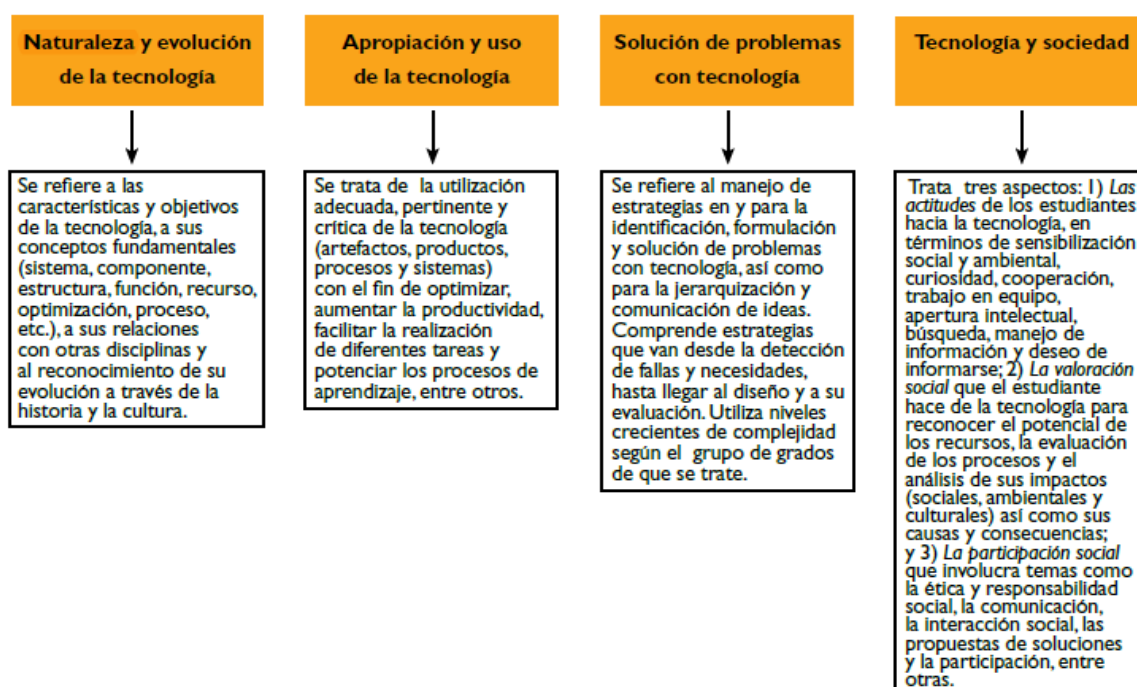 Naturaleza y evolución
de la tecnología
Se refiere a las
características y objetivos
de la tecnología, a sus
conceptos fundamentales
(sistema, componente,
estructura, función, recurso,
optimización, proceso,
etc.), a sus relaciones
con otras disciplinas y
al reconocimiento de su
evolución a través de la
historia y la cultura.
Apropiación y uso
de la tecnología
Se trata de la utilización
adecuada, pertinente y
crítica de la tecnología
(artefactos, productos,
procesos y sistemas)
con el fin de optimizar,
aumentar la productividad,
facilitar la realización
de diferentes tareas y
potenciar los procesos de
aprendizaje, entre otros.
Solución de problemas
con tecnología
Se refiere al manejo de
estrategias en y para la
identificación, formulación
y solución de problemas
con tecnología, así como
para la jerarquización y
comunicación de ideas.
Comprende estrategias
que van desde la detección
de fallas y necesidades,
hasta llegar al diseño y a su
evaluación. Utiliza niveles
crecientes de complejidad
según el grupo de grados
de que se trate.
Tecnología y sociedad
Trata tres aspectos: 1) Las
actitudes de los estudiantes
hacia la tecnología, en
términos de sensibilización
social y ambiental,
curiosidad, cooperación,
trabajo en equipo,
apertura intelectual,
búsqueda, manejo de
información y deseo de
informarse; 2) La valoración
social que el estudiante
hace de la tecnología para
reconocer el potencial de
los recursos, la evaluación
de los procesos y el
análisis de sus impactos
(sociales, ambientales y
culturales) así como sus
causas y consecuencias;
y 3) La participación social
que involucra temas como
la ética y responsabilidad
social, la comunicación,
la interacción social, las
propuestas de soluciones
y la participación, entre
otras.